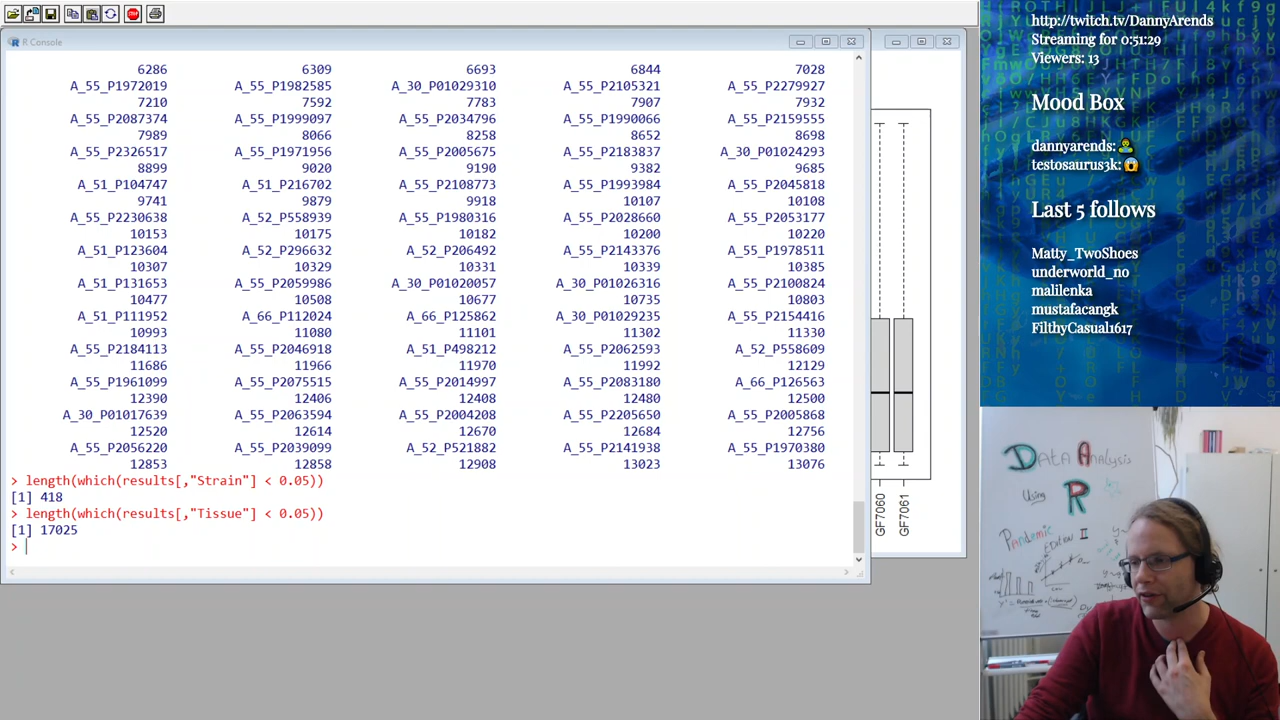 R Console
6286 6309 6693 6844 7028
A_55_P1972019 A_55_P1982585 A_30_P01029310 A_55_P2105321 A_55_P2279927
7210 7592 7783 7907 7932
A_55_P2087374 A_55_P1999097 A_55_P2034796 A_55_P1990066 A_55_P2159555
7989 8066 8258 8652 8698
A_55_P2326517 A_55_P1971956 A_55_P2005675 A_55_P2183837 A_30_P01024293
8899 9020 9190 9382 9685
A_51_P104747 A_51_P216702 A_55_P2108773 A_55_P1993984 A_55_P2045818
9741 9879 9918 10107 10108
A_55_P2230638 A_52_P558939 A_55_P1980316 A_55_P2028660 A_55_P2053177
10153 10175 10182 10200 10220
A_51_P123604 A_52_P296632 A_52_P206492 A_55_P2143376 A_55_P1978511
10307 10329 10331 10339 10385
A_51_P131653 A_55_P2059986 A_30_P01020057 A_30_P01026316 A_55_P2100824
10477 10508 10677 10735 10803
A_51_P111952 A_66_P112024 A_66_P125862 A_30_P01029235 A_55_P2154416
10993 11080 11101 11302 11330
A_55_P2184113 A_55_P2046918 A_51_P498212 A_55_P2062593 A_52_P558609
11686 11966 11970 11992 12129
A_55_P1961099 A_55_P2075515 A_55_P2014997 A_55_P2083180 A_66_P126563
12390 12406 12408 12480 12500
A_30_P01017639 A_55_P2063594 A_55_P2004208 A_55_P2205650 A_55_P2005868
12520 12614 12670 12684 12756
A_55_P2056220 A_55_P2039099 A_52_P521882 A_55_P2141938 A_55_P1970380
12853 12858 12908 13023 13076
> length(which(results[,"Strain"] < 0.05))
[1] 418
> length(which(results[,"Tissue"] < 0.05))
[1] 17025
>
GF7060
GF7061
http://twitch.tv/DannyArends
Streaming for 0:51:29
Viewers: 13
Mood Box
dannyarends:
testosaurus3k:
Last 5 follows
Matty_TwoShoes
underworld_no
malilenka
mustafacangk
FilthyCasual1617
DATA ANALYSIS
Using
R
Pandemic
EDITION II